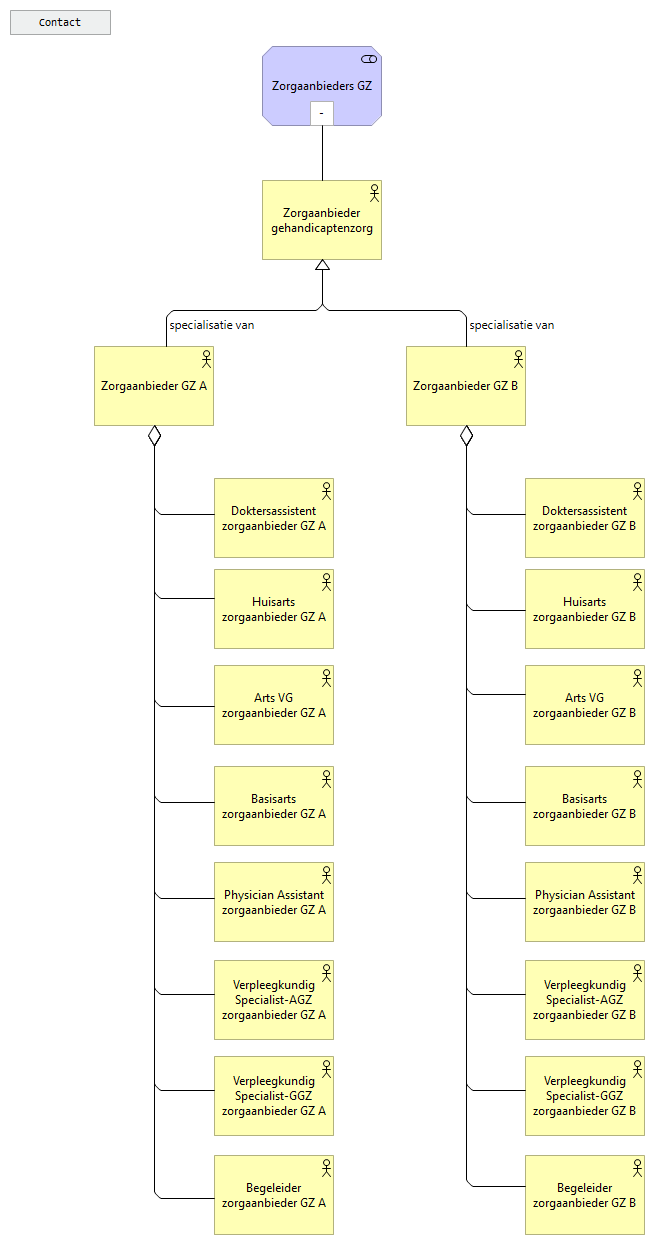 Contact
Zorgaanbieders GZ
-
Zorgaanbieder
gehandicaptenzorg
specialisatie van
specialisatie van
Zorgaanbieder GZ A
Zorgaanbieder GZ B
Doktersassistent
zorgaanbieder GZ A
Doktersassistent
zorgaanbieder GZ B
Huisarts
zorgaanbieder GZ A
Huisarts
zorgaanbieder GZ B
Arts VG
zorgaanbieder GZ A
Arts VG
zorgaanbieder GZ B
Basisarts
zorgaanbieder GZ A
Basisarts
zorgaanbieder GZ B
Physician Assistant
zorgaanbieder GZ A
Physician Assistant
zorgaanbieder GZ B
Verpleegkundig
Specialist-AGZ
zorgaanbieder GZ A
Verpleegkundig
Specialist-AGZ
zorgaanbieder GZ B
Verpleegkundig
Specialist-GGZ
zorgaanbieder GZ A
Verpleegkundig
Specialist-GGZ
zorgaanbieder GZ B
Begeleider
zorgaanbieder GZ A
Begeleider
zorgaanbieder GZ B